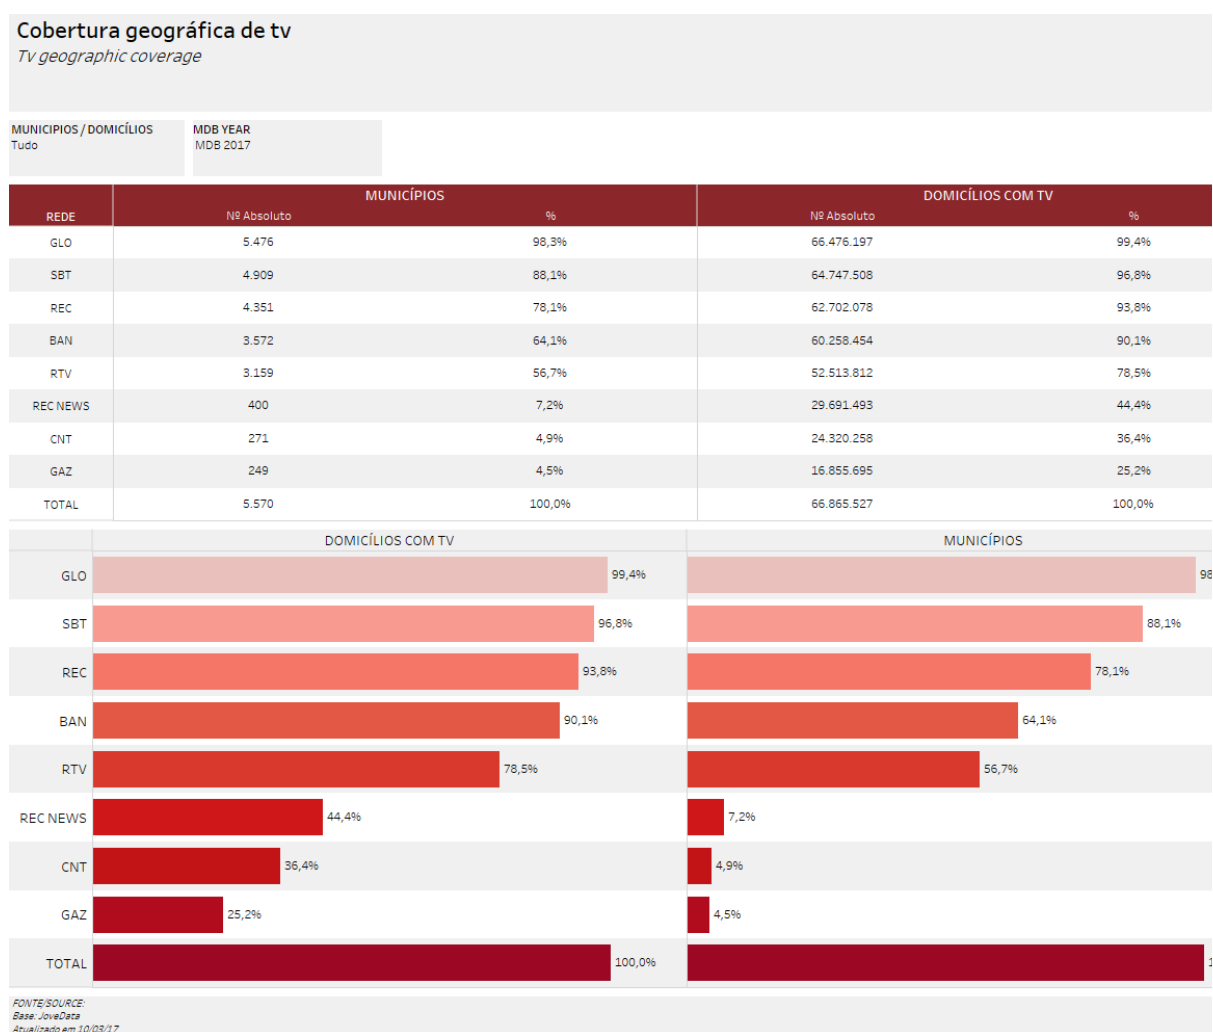 Cobertura geográfica de tv
Tv geographic coverage
MUNICIPIOS / DOMICÍLIOS MDB YEAR
Tudo MDB 2017
MUNICÍPIOS DOMICÍLIOS COM TV
REDE Nº Absoluto % Nº Absoluto %
GLO 5.476 98,3% 66.476.197 99,4%
SBT 4.909 88,1% 64.747.508 96,8%
REC 4.351 78,1% 62.702.078 93,8%
BAN 3.572 64,1% 60.258.454 90,1%
RTV 3.159 56,7% 52.513.812 78,5%
REC NEWS 400 7,2% 29.691.493 44,4%
CNT 271 4,9% 24.320.258 36,4%
GAZ 249 4,5% 16.855.695 25,2%
TOTAL 5.570 100,0% 66.865.527 100,0%
DOMICÍLIOS COM TV MUNICÍPIOS
GLO 99,4% 98
SBT 96,8% 88,1%
REC 93,8% 78,1%
BAN 90,1% 64,1%
RTV 78,5% 56,7%
REC NEWS 44,4% 7,2%
CNT 36,4% 4,9%
GAZ 25,2% 4,5%
TOTAL 100,0% 1
FONTE/SOURCE:
Base: JoveData
Atualizado em 10/03/17